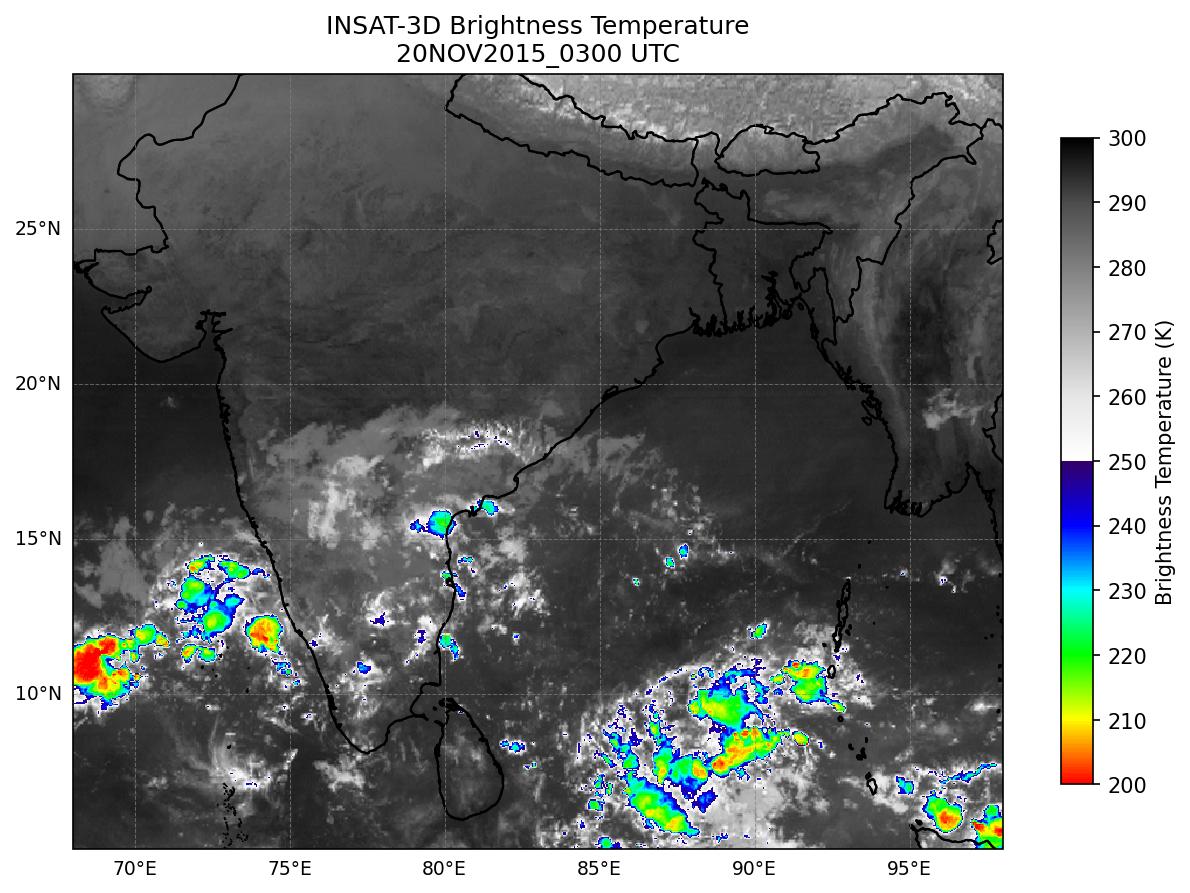 INSAT-3D Brightness Temperature
20NOV2015_0300 UTC
25°N
20°N
15°N
10°N
70°E
75°E
80°E
85°E
90°E
95°E
300
290
280
270
260
250
240
230
220
210
200
Brightness Temperature (K)